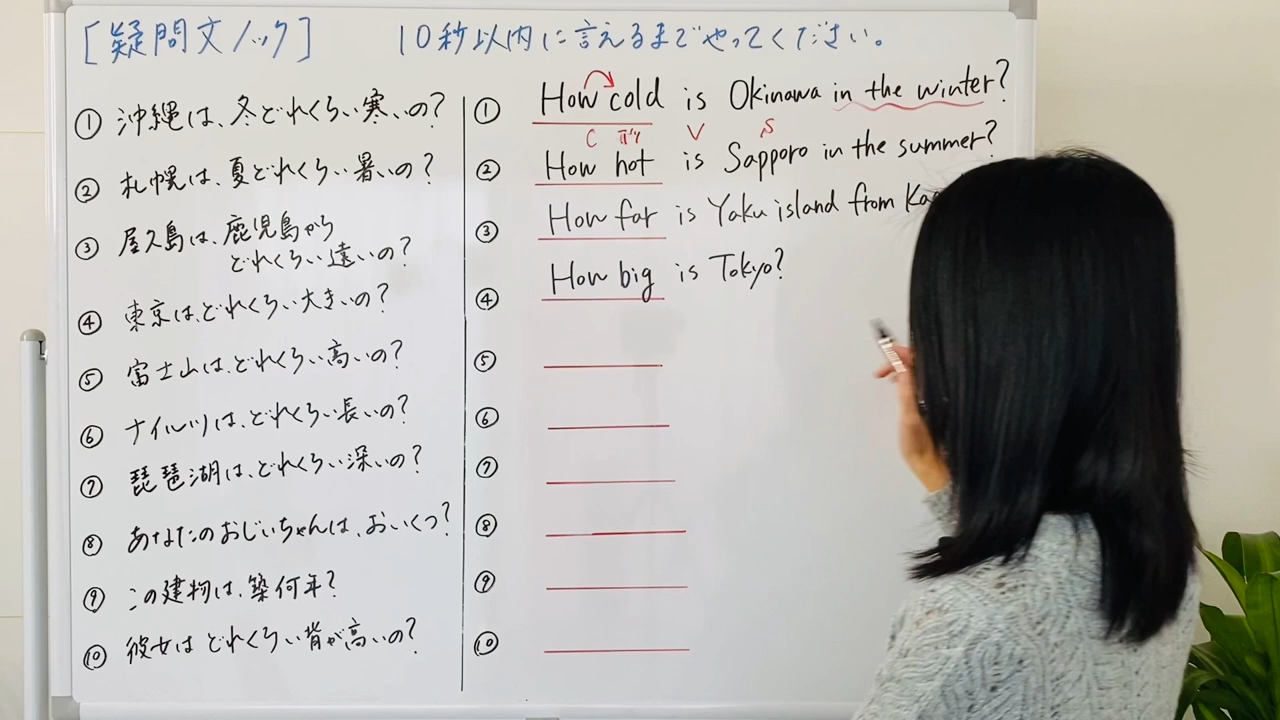 [疑問文ノック] 10秒以内に言えるまでやってください。
① 沖縄は、冬どれくらい寒いの?
② 札幌は、夏どれくらい暑いの?
③ 屋久島は、鹿児島から
どれくらい遠いの?
④ 東京は、どれくらい大きいの?
⑤ 富士山は、どれくらい高いの?
⑥ ナイル川は、どれくらい長いの?
⑦ 琵琶湖は、どれくらい深いの?
⑧ あなたのおじいちゃんは、おいくつ?
⑨ この建物は、築何年?
⑩ 彼女は どれくらい背が高いの?
① How cold is Okinawa in the winter?
C V S
② How hot is Sapporo in the summer?
③ How far is Yaku island from
④ How big is Tokyo?
⑤
⑥
⑦
⑧
⑨
⑩